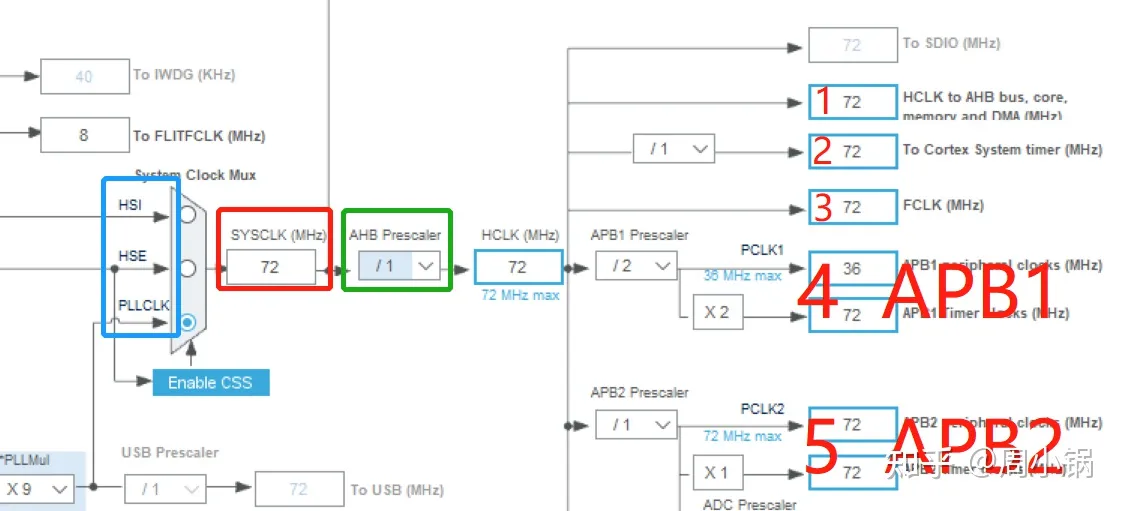 72 To SDIO (MHz)
40 To IWDG (KHz)
1 72 HCLK to AHB bus, core, memory and DMA (MHz)
8 To FLITFCLK (MHz)
/ 1
2 72 To Cortex System timer (MHz)
System Clock Mux
HSI
3 72 FCLK (MHz)
SYSCLK (MHz)
AHB Prescaler
HCLK (MHz)
APB1 Prescaler
HSE
72
/ 1
72
/ 2
PCLK1
36 MHz max
36 APB1 peripheral clocks (MHz)
72 MHz max
4 APB1
PLLCLK
X 2
72 APB1 Timer clocks (MHz)
Enable CSS
APB2 Prescaler
/ 1
PCLK2
72 MHz max
72 APB2 peripheral clocks (MHz)
5 APB2
*PLLMul
X 9
USB Prescaler
/ 1
72 To USB (MHz)
X 1
72 timer clocks (MHz)
ADC Prescaler
知乎 @周小锅